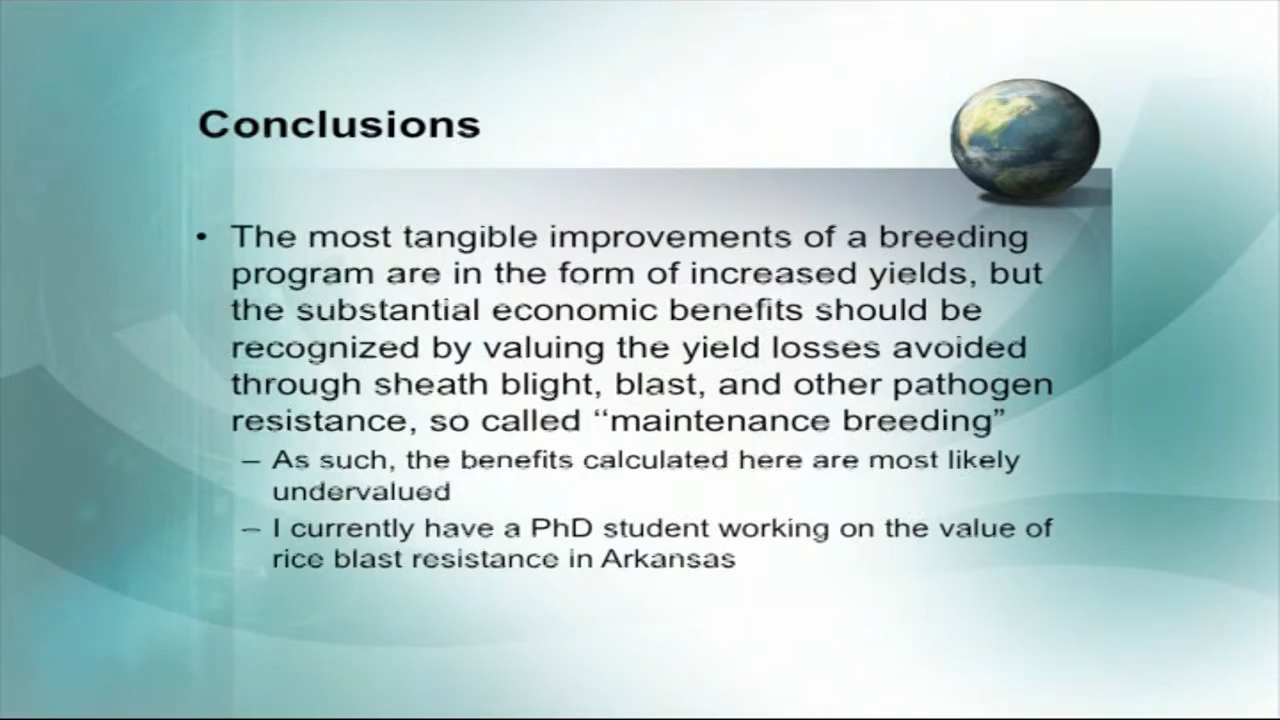 Conclusions
• The most tangible improvements of a breeding
program are in the form of increased yields, but
the substantial economic benefits should be
recognized by valuing the yield losses avoided
through sheath blight, blast, and other pathogen
resistance, so called ‘‘maintenance breeding”
– As such, the benefits calculated here are most likely
undervalued
– I currently have a PhD student working on the value of
rice blast resistance in Arkansas